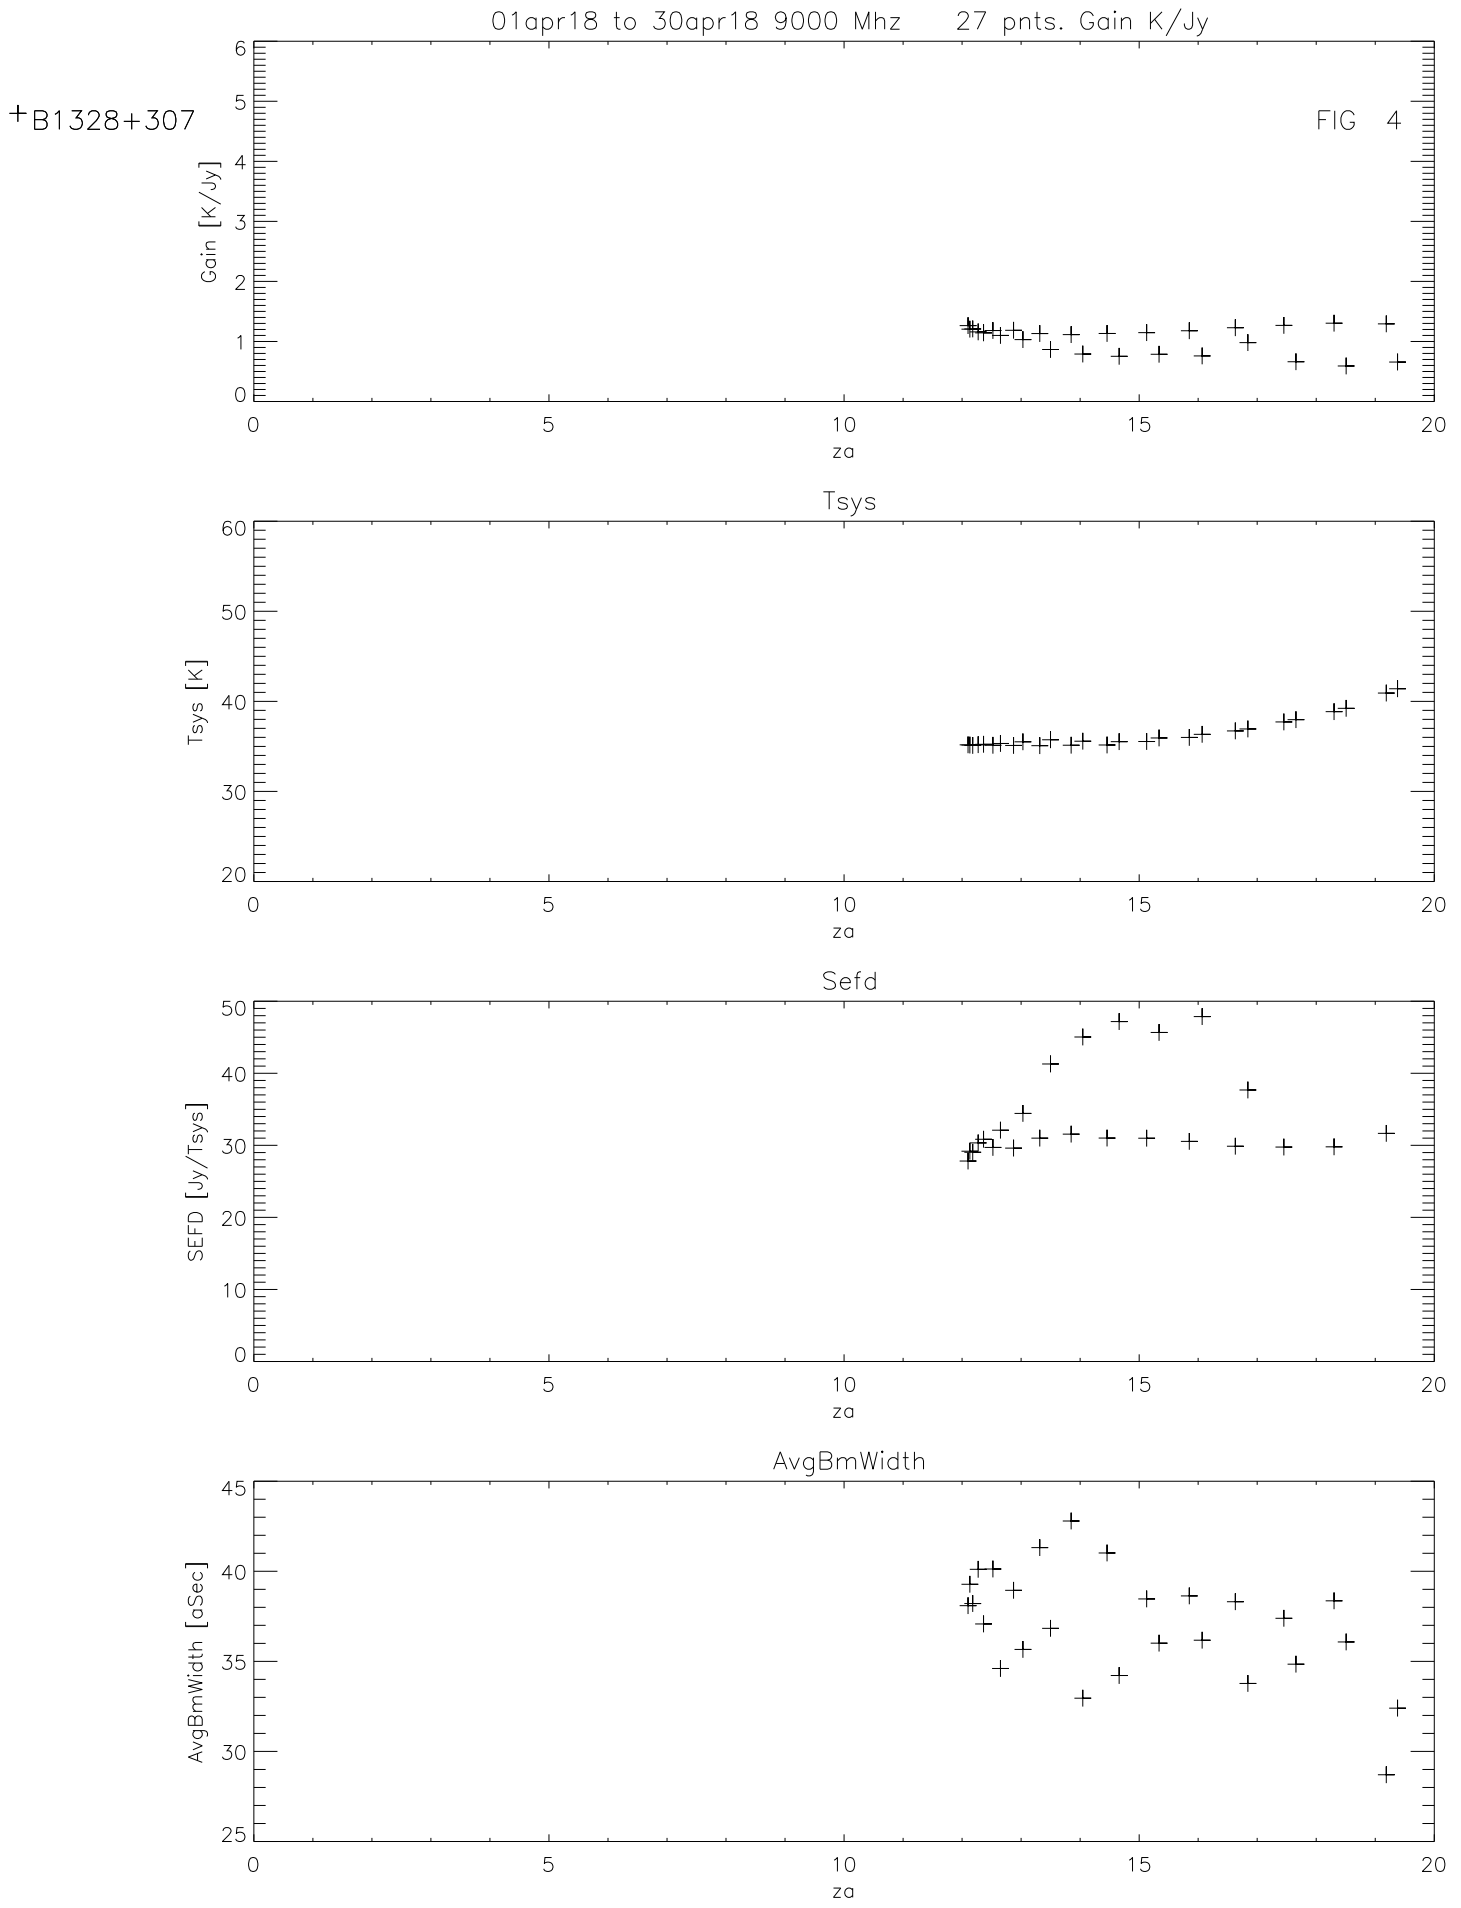 01apr18 to 30apr18 9000 Mhz 27 pnts. Gain K/Jy
+B1328+307
FIG 4
Gain [K/Jy]
6
5
4
3
2
1
0
0 5 10 15 20
za
Tsys
Tsys [K]
60
50
40
30
20
0 5 10 15 20
za
Sefd
SEFD [Jy/Tsys]
50
40
30
20
10
0
0 5 10 15 20
za
AvgBmWidth
AvgBmWidth [aSec]
45
40
35
30
25
0 5 10 15 20
za